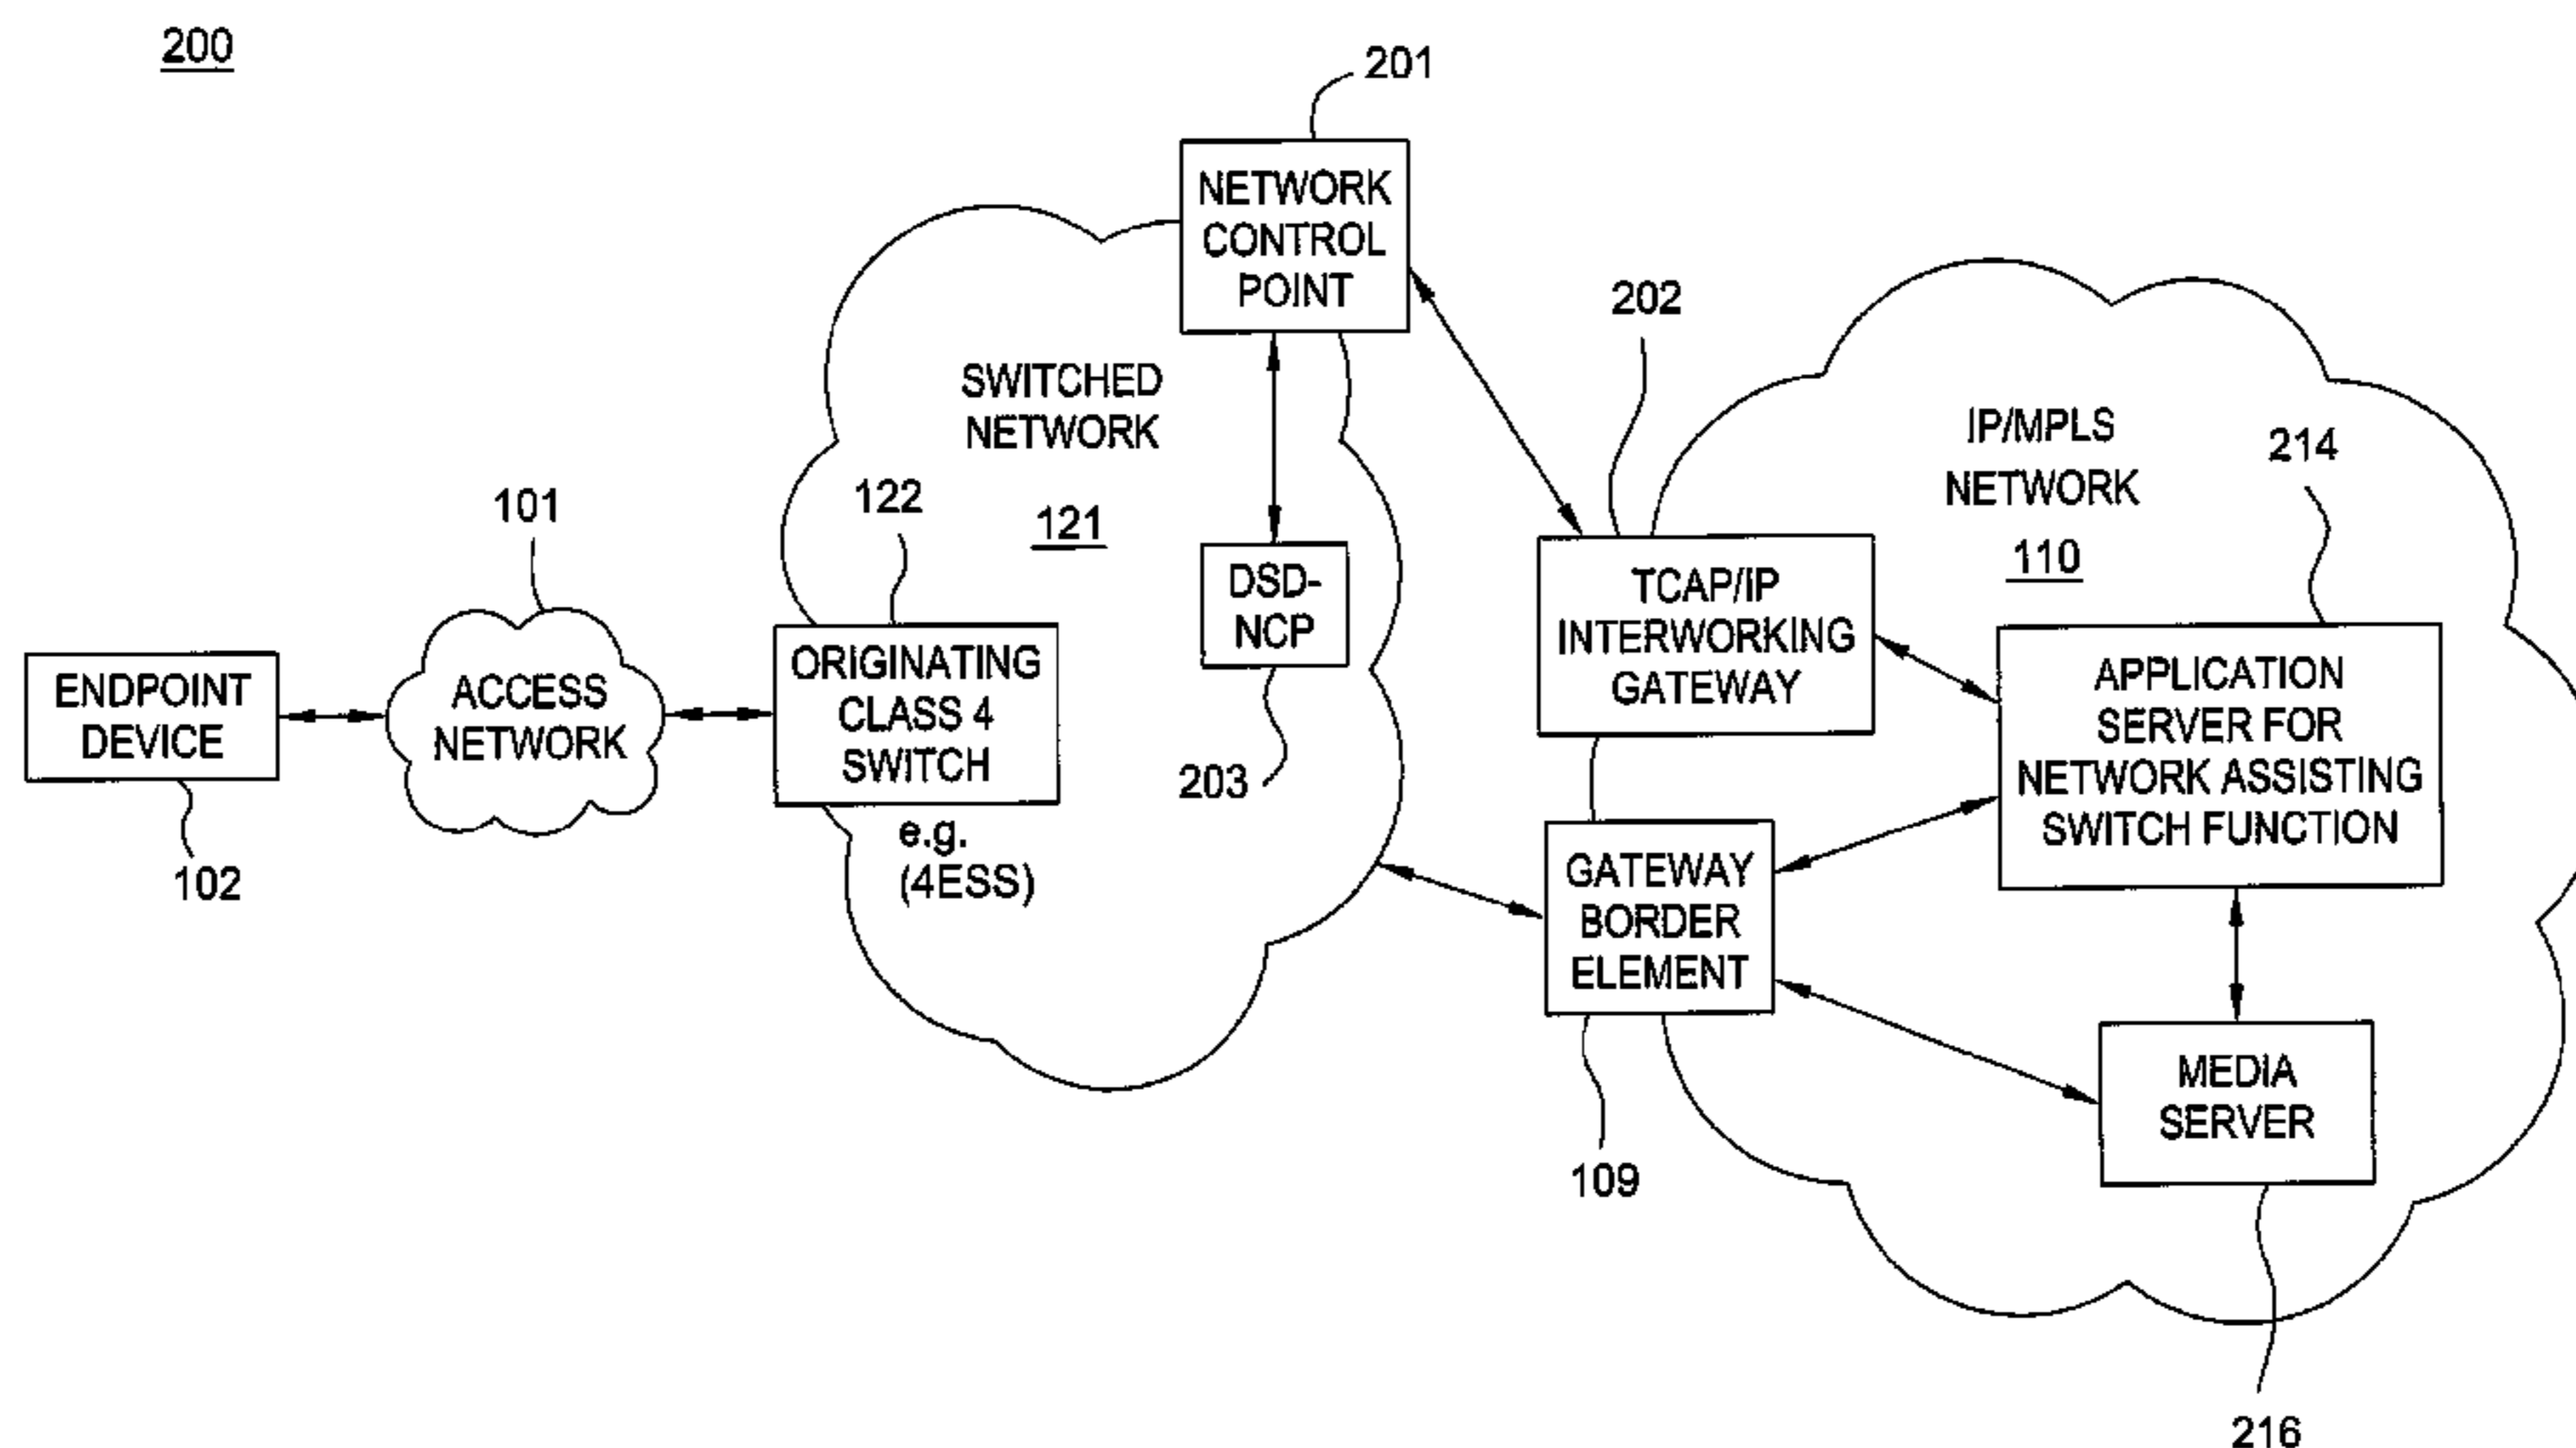 200
201
NETWORK
CONTROL
POINT
202
SWITCHED
NETWORK
121
IP/MPLS
NETWORK
110
214
101
122
DSD-
NCP
203
TCAP/IP
INTERWORKING
GATEWAY
ENDPOINT
DEVICE
102
ACCESS
NETWORK
ORIGINATING
CLASS 4
SWITCH
e.g.
(4ESS)
APPLICATION
SERVER FOR
NETWORK ASSISTING
SWITCH FUNCTION
GATEWAY
BORDER
ELEMENT
109
MEDIA
SERVER
216